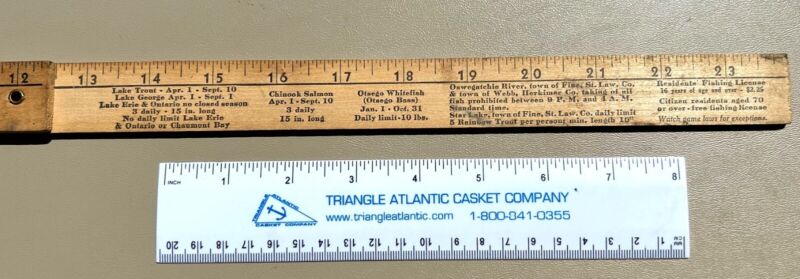 12 13 14 15 16 17 18 19 20 21 22 23
Lake Trout - Apr. 1 - Sept. 10
Lake George Apr. 1 - Sept. 1
Lake Erie & Ontario no closed season
3 daily - 15 in. long
No daily limit Lake Erie
& Ontario or Chaumont Bay
Chinook Salmon
Apr. 1 - Sept. 10
3 daily
15 in. long
Otsego Whitefish
(Otsego Bass)
Jan. 1 - Oct. 31
Daily limit-10 lbs.
Oswegatchie River, town of Fine, St. Law, Co.
& town of Webb, Herkimer Co. taking of all
fish prohibited between 9 P. M. and 4 A. M.
Standard time.
Star Lake, town of Fine, St. Law. Co. daily limit
5 Rainbow Trout per person: min. length 10"
Residents' Fishing License
16 years of age and over - $2.25
Citizen residents aged 70
or over - free fishing license
Watch game laws for exceptions.
INCH 1 2 3 4 5 6 7 8
TRIANGLE ATLANTIC
CASKET COMPANY
TRIANGLE ATLANTIC CASKET COMPANY
www.triangleatlantic.com 1-800-841-0355
20 19 18 17 16 15 14 13 12 11 10 9 8 7 6 5 4 3 2 1 MM CM